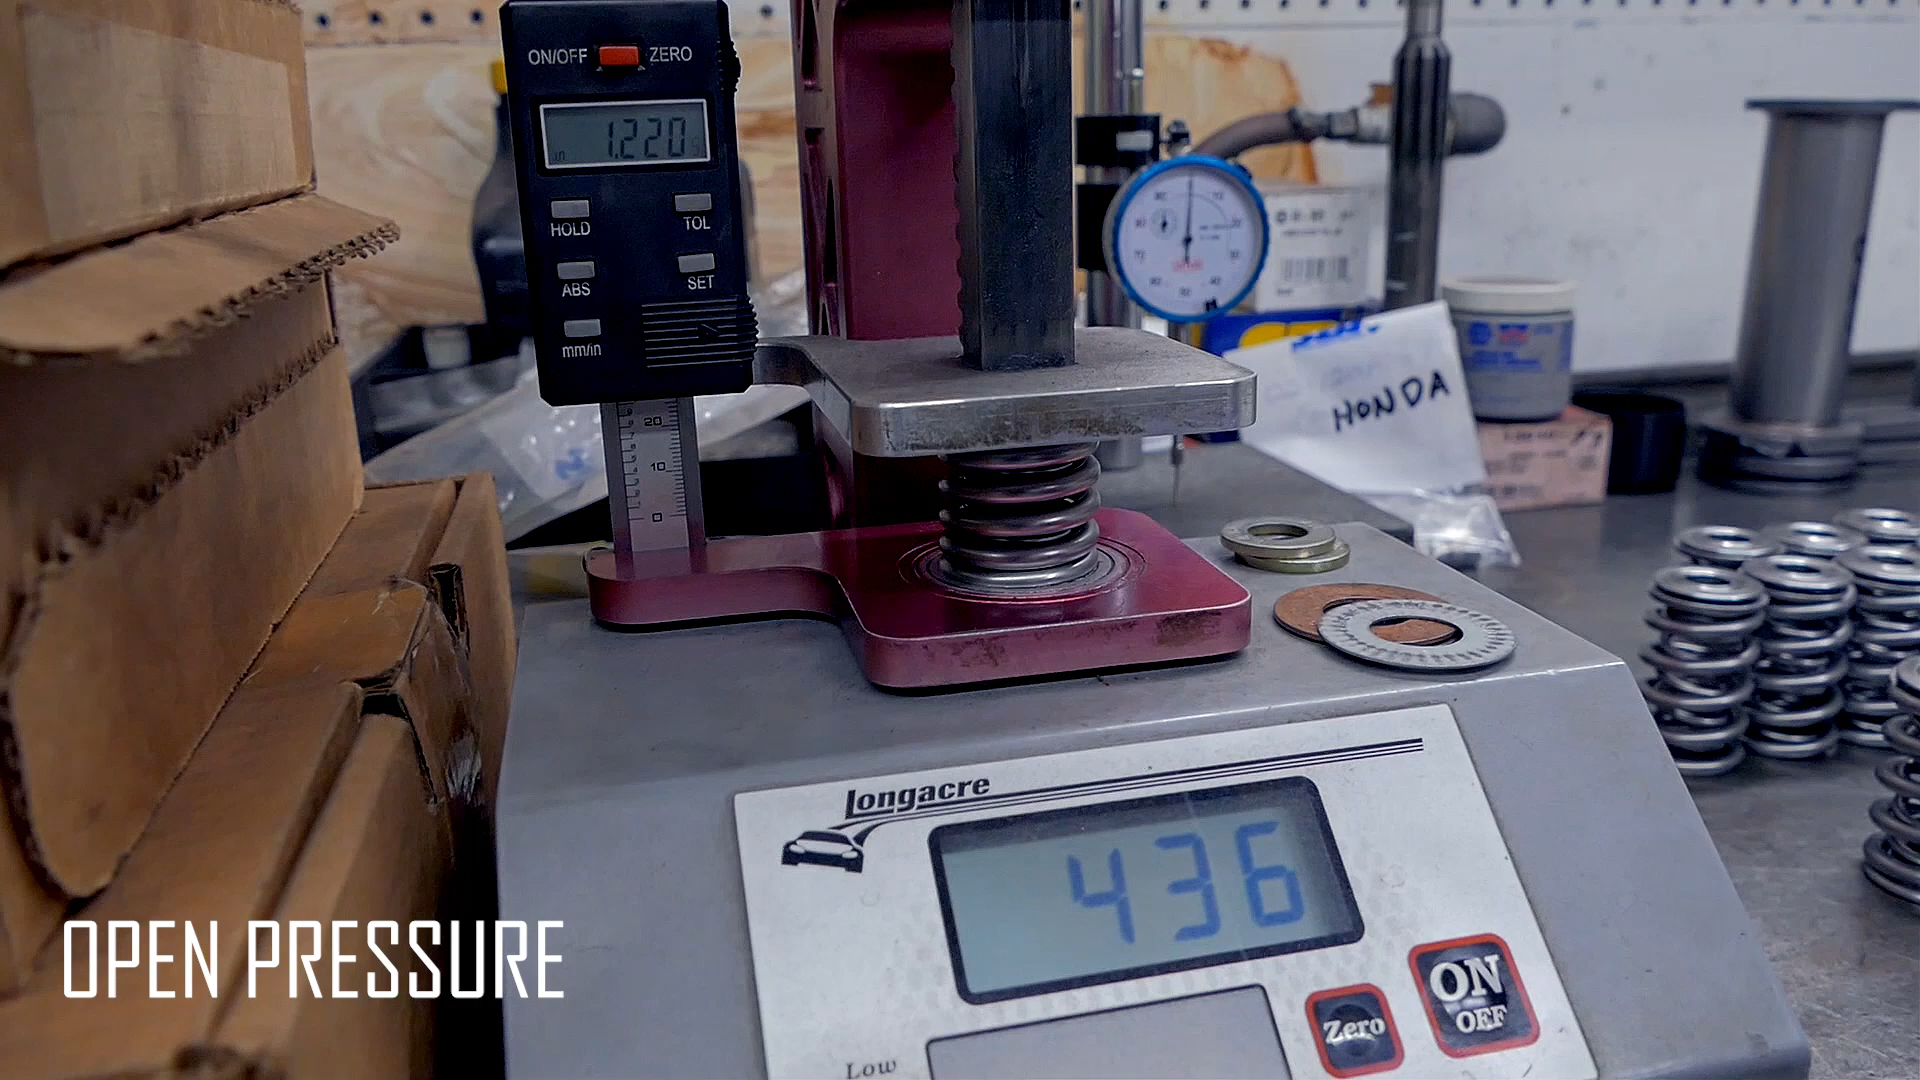 ON/OFF ZERO
1.220
in
HOLD TOL
ABS SET
mm/in
20
10
0
HONDA
longacre
436
ON
OFF
Zero
Low
OPEN PRESSURE